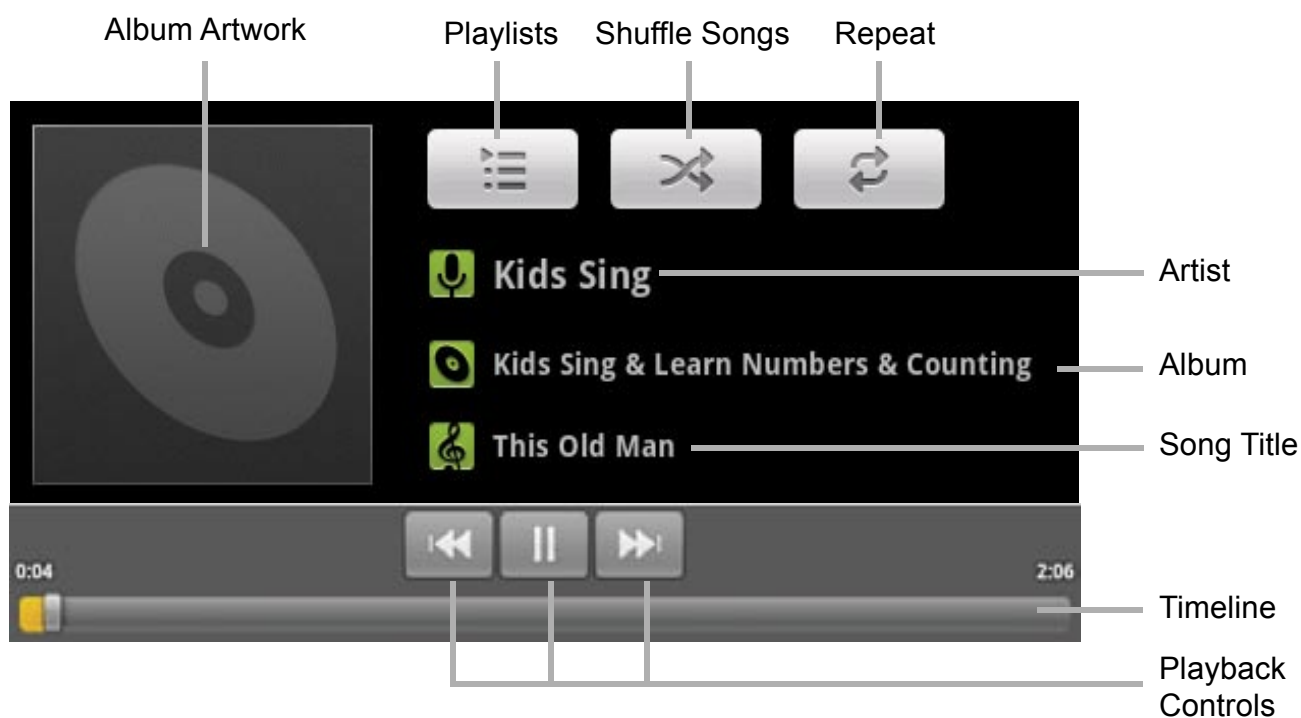 Album Artwork
Playlists
Shuffle Songs
Repeat
Kids Sing
Artist
Kids Sing & Learn Numbers & Counting
Album
This Old Man
Song Title
0:04
2:06
Timeline
Playback
Controls